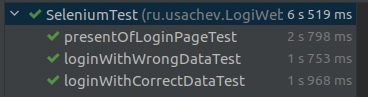 SeleniumTest (ru.usachev.LogiWeb 6 s 519 ms
presentOfLoginPageTest 2 s 798 ms
loginWithWrongDataTest 1 s 753 ms
loginWithCorrectDataTest 1 s 968 ms